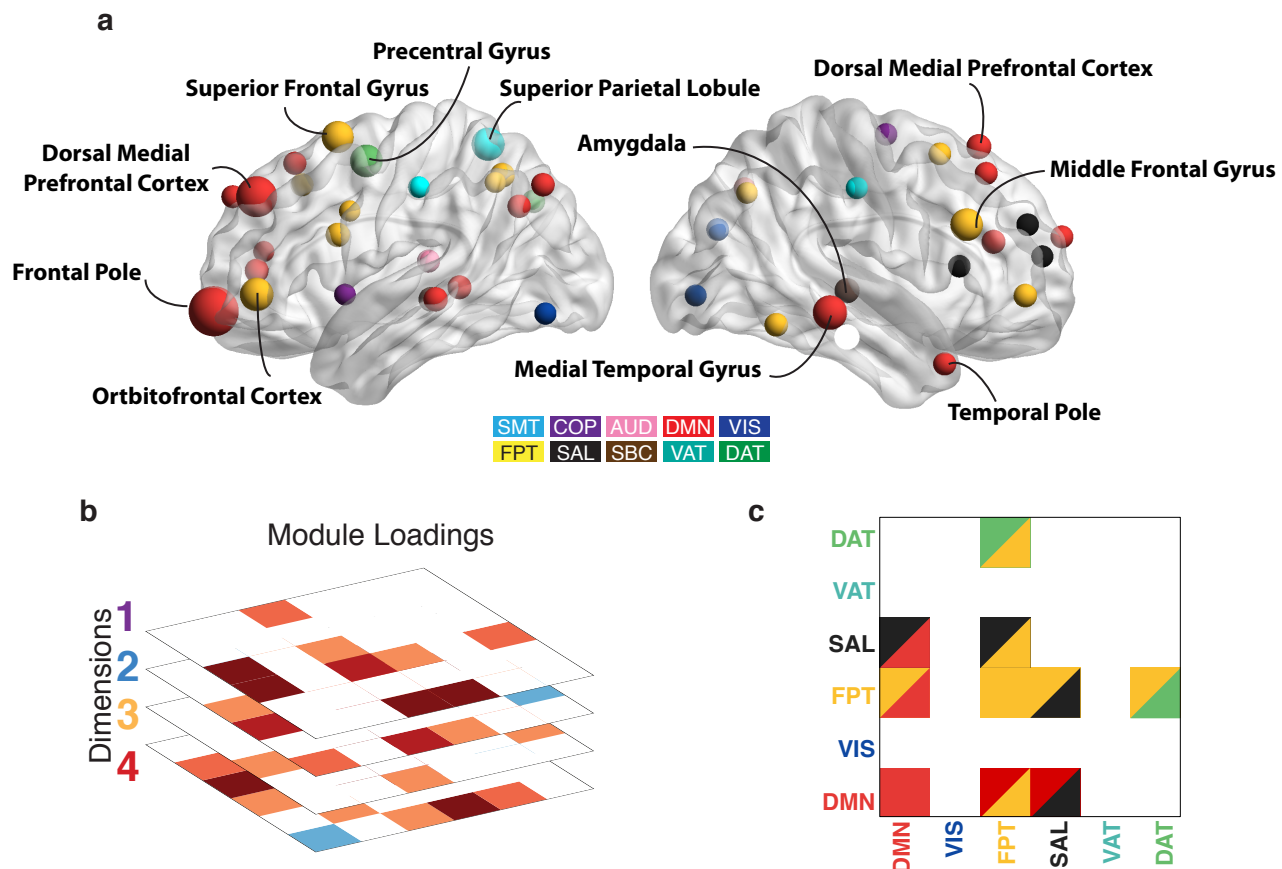 a
Precentral Gyrus
Superior Frontal Gyrus
Superior Parietal Lobule
Dorsal Medial
Prefrontal Cortex
Frontal Pole
Ortbitofrontal Cortex
Dorsal Medial Prefrontal Cortex
Amygdala
Middle Frontal Gyrus
Medial Temporal Gyrus
Temporal Pole
SMT COP AUD DMN VIS
FPT SAL SBC VAT DAT
b
Module Loadings
Dimensions
1
2
3
4
c
DAT
VAT
SAL
FPT
VIS
DMN
DMN VIS FPT SAL VAT DAT